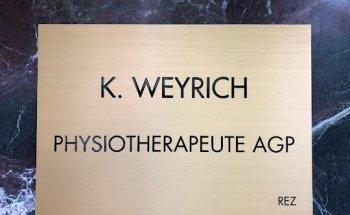 K. WEYRICH
PHYSIOTHERAPEUTE AGP
REZ